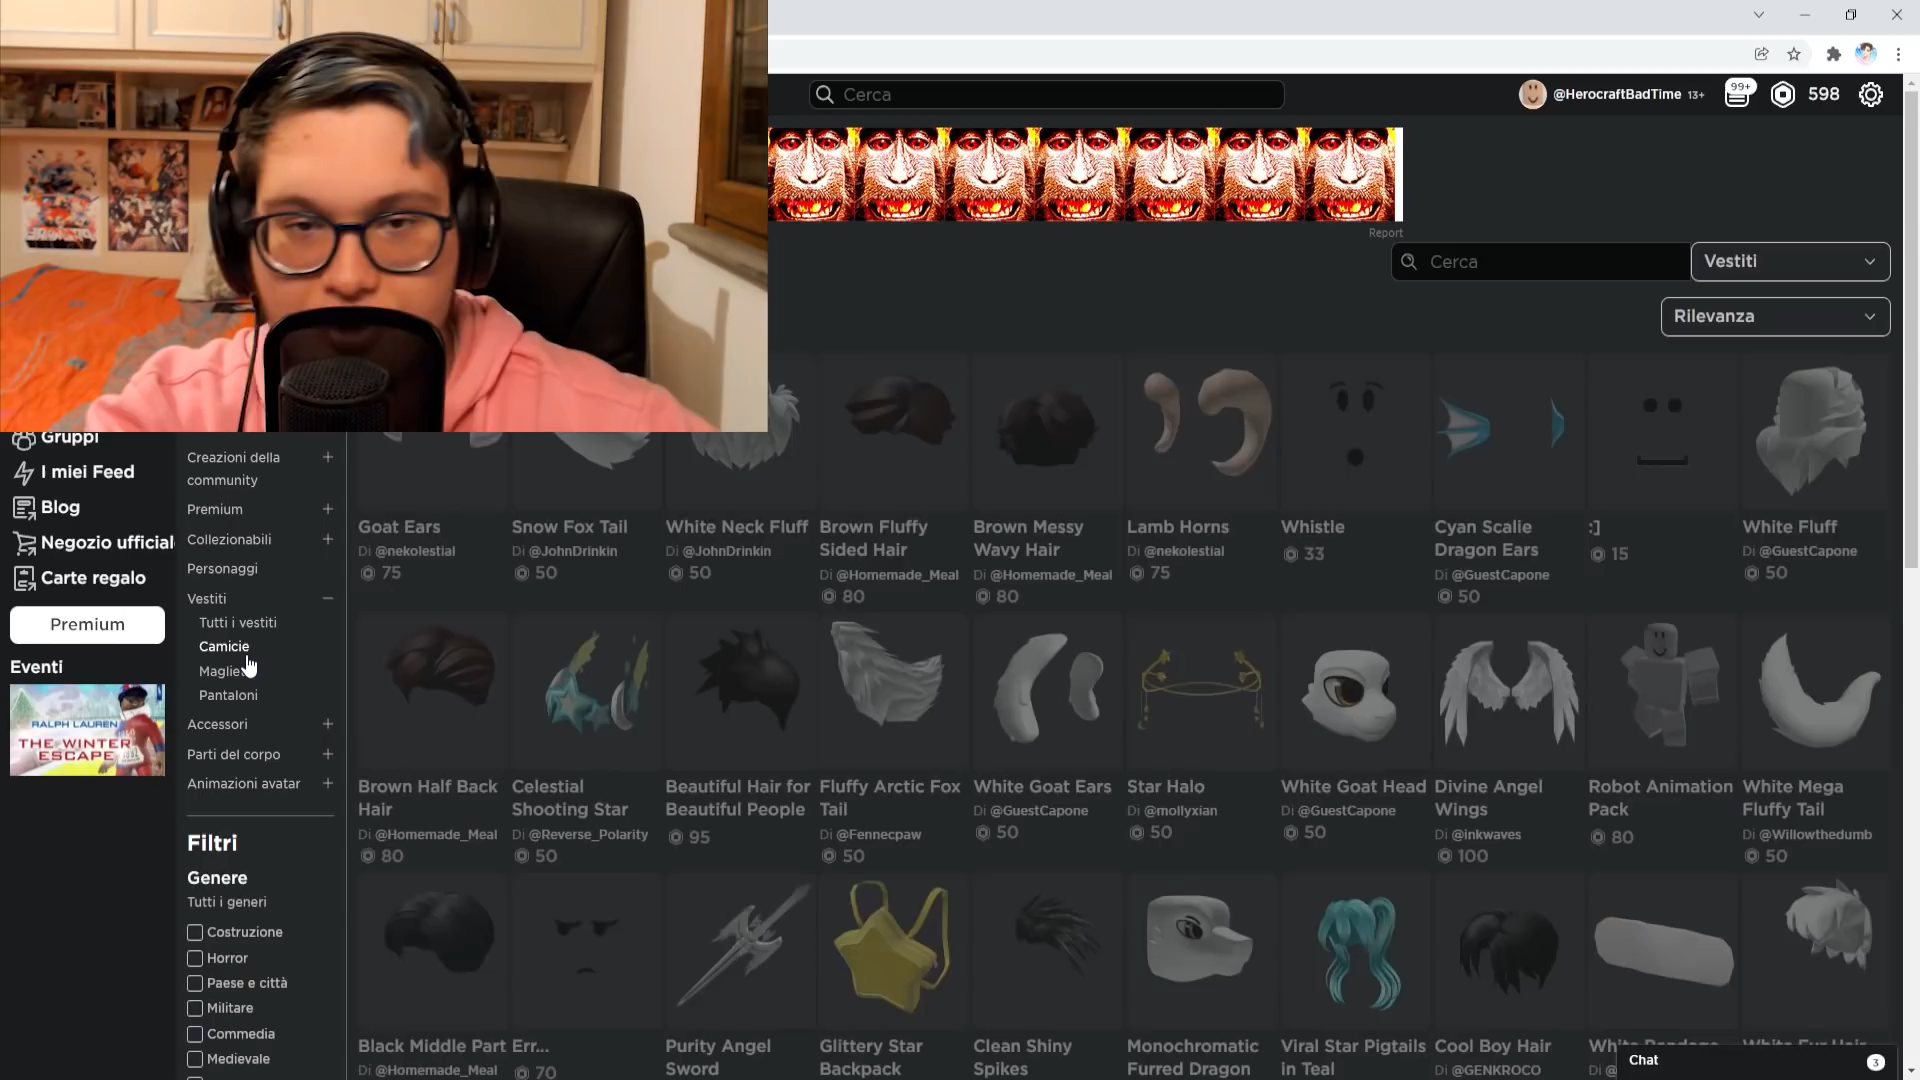 Cerca
@HerocraftBadTime 13+
99+
598
Report
Cerca
Vestiti
Rilevanza
Gruppi
I miei Feed
Blog
Negozio ufficial
Carte regalo
Premium
Eventi
RALPH LAUREN
THE WINTER
ESCAPE
Creazioni della
community
Premium
Collezionabili
Personaggi
Vestiti
Tutti i vestiti
Camicie
Pantaloni
Accessori
Parti del corpo
Animazioni avatar
Filtri
Genere
Tutti i generi
Costruzione
Horror
Paese e città
Militare
Commedia
Medievale
Goat Ears
Di @nekolestial
75
Snow Fox Tail
Di @JohnDrinkin
50
White Neck Fluff
Di @JohnDrinkin
50
Brown Fluffy
Sided Hair
Di @Homemade_Meal
80
Brown Messy
Wavy Hair
Di @Homemade_Meal
80
Lamb Horns
Di @nekolestial
75
Whistle
33
Cyan Scalie
Dragon Ears
Di @GuestCapone
50
:]
15
White Fluff
Di @GuestCapone
50
Brown Half Back
Hair
Di @Homemade_Meal
80
Celestial
Shooting Star
Di @Reverse_Polarity
50
Beautiful Hair for
Beautiful People
95
Fluffy Arctic Fox
Tail
Di @Fennecpaw
50
White Goat Ears
Di @GuestCapone
50
Star Halo
Di @mollyxian
50
White Goat Head
Di @GuestCapone
50
Divine Angel
Wings
Di @inkwaves
100
Robot Animation
Pack
80
White Mega
Fluffy Tail
Di @Willowthedumb
50
Black Middle Part
Di @Homemade_Meal
Err...
70
Purity Angel
Sword
Glittery Star
Backpack
Clean Shiny
Spikes
Monochromatic
Furred Dragon
Viral Star Pigtails
in Teal
Cool Boy Hair
Di @GENKROCO
Chat
3